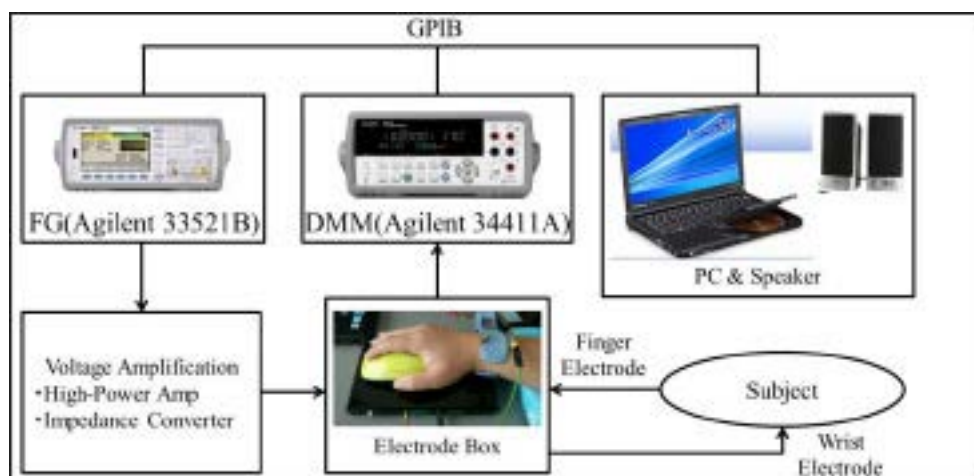 GPIB
FG(Agilent 33521B)
DMM(Agilent 34411A)
PC & Speaker
Voltage Amplification
・High-Power Amp
・Impedance Converter
Electrode Box
Finger
Electrode
Subject
Wrist
Electrode